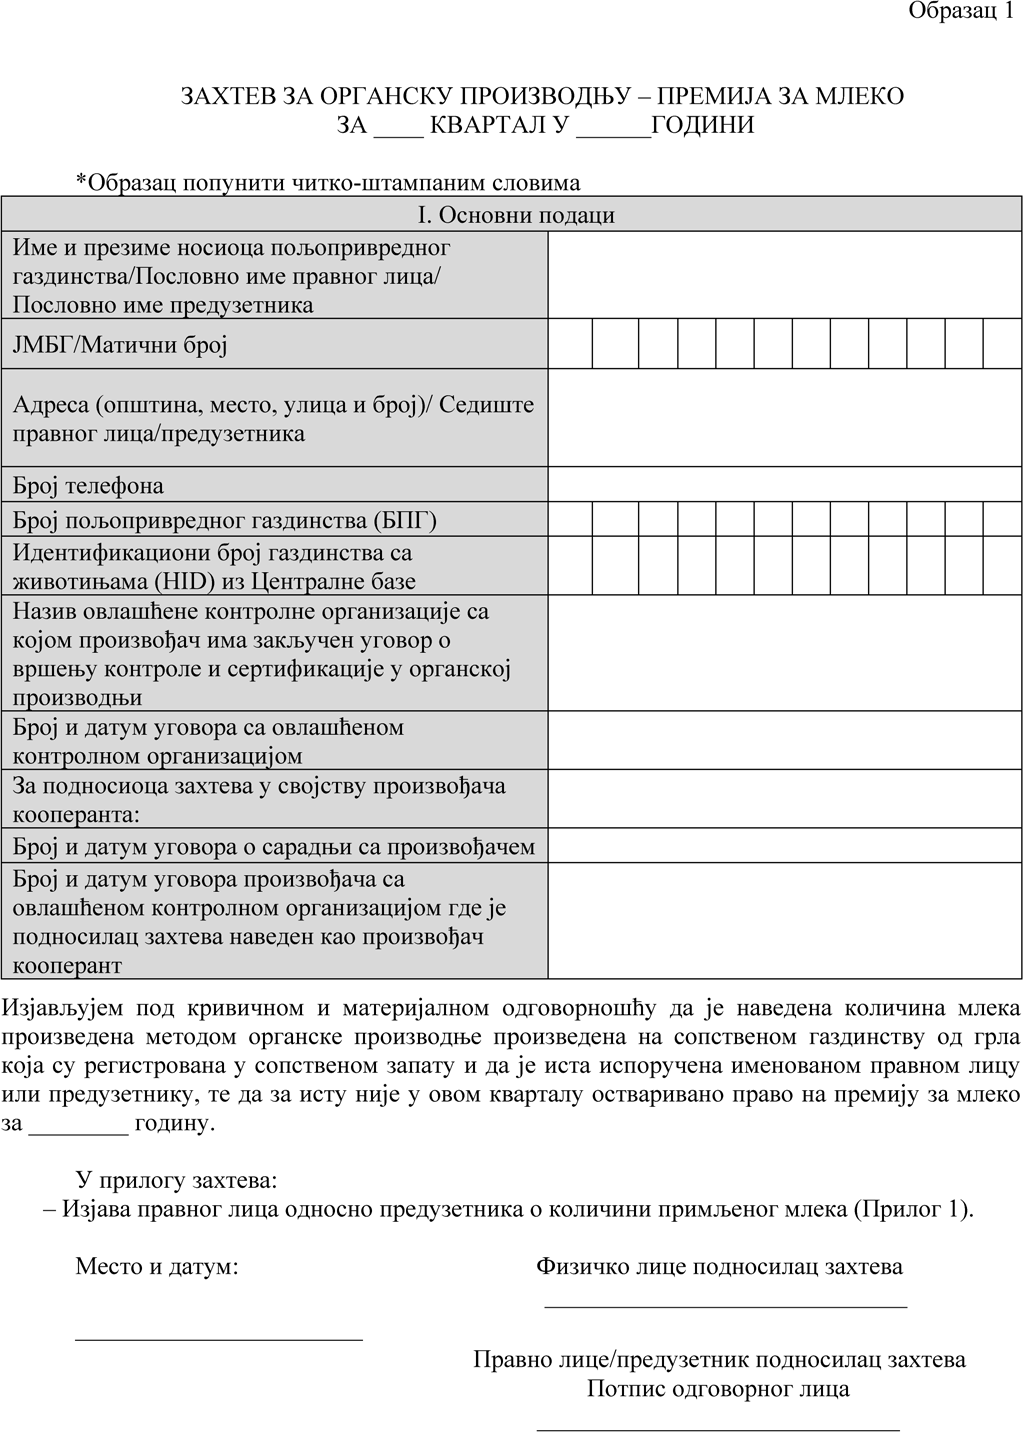 Образац 1
ЗАХТЕВ ЗА ОРГАНСКУ ПРОИЗВОДЊУ – ПРЕМИЈА ЗА МЛЕКО
ЗА ____ КВАРТАЛ У ______ГОДИНИ
*Образац попунити читко-штампаним словима
I. Основни подаци
Име и презиме носиоца пољопривредног
газдинства/Пословно име правног лица/
Пословно име предузетника
ЈМБГ/Матични број
Адреса (општина, место, улица и број)/ Седиште
правног лица/предузетника
Број телефона
Број пољопривредног газдинства (БПГ)
Идентификациони број газдинства са
животињама (HID) из Централне базе
Назив овлашћене контролне организације са
којом произвођач има закључен уговор о
вршењу контроле и сертификације у органској
производњи
Број и датум уговора са овлашћеном
контролном организацијом
За подносиоца захтева у својству произвођача
кооперанта:
Број и датум уговора о сарадњи са произвођачем
Број и датум уговора произвођача са
овлашћеном контролном организацијом где је
подносилац захтева наведен као произвођач
кооперант
Изјављујем под кривичном и материјалном одговорношћу да је наведена количина млека
произведена методом органске производње произведена на сопственом газдинству од грла
која су регистрована у сопственом запату и да је иста испоручена именованом правном лицу
или предузетнику, те да за исту није у овом кварталу остваривано право на премију за млеко
за ________ годину.
У прилогу захтева:
– Изјава правног лица односно предузетника о количини примљеног млека (Прилог 1).
Место и датум:
Физичко лице подносилац захтева
_____________________________
_______________________
Правно лице/предузетник подносилац захтева
Потпис одговорног лица
_____________________________